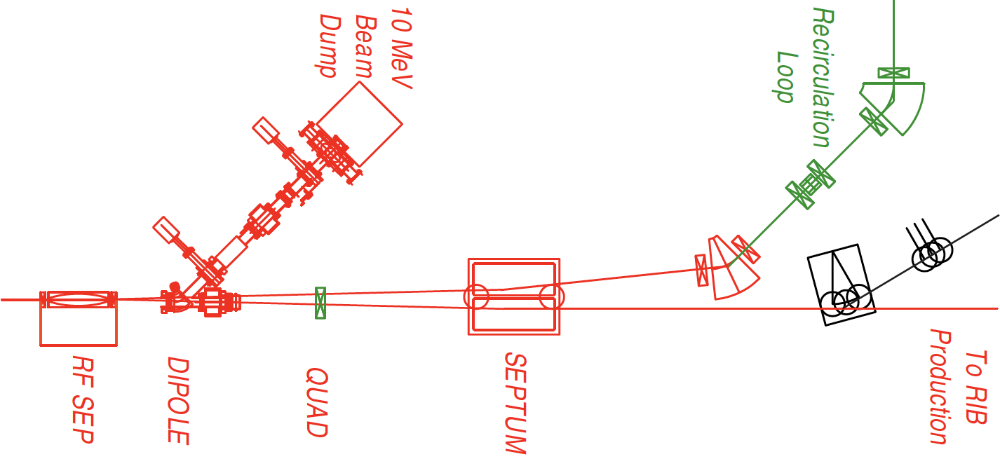 10 MeV
Beam
Dump
Recirculation
Loop
RF SEP
DIPOLE
QUAD
SEPTUM
To RIB
Production